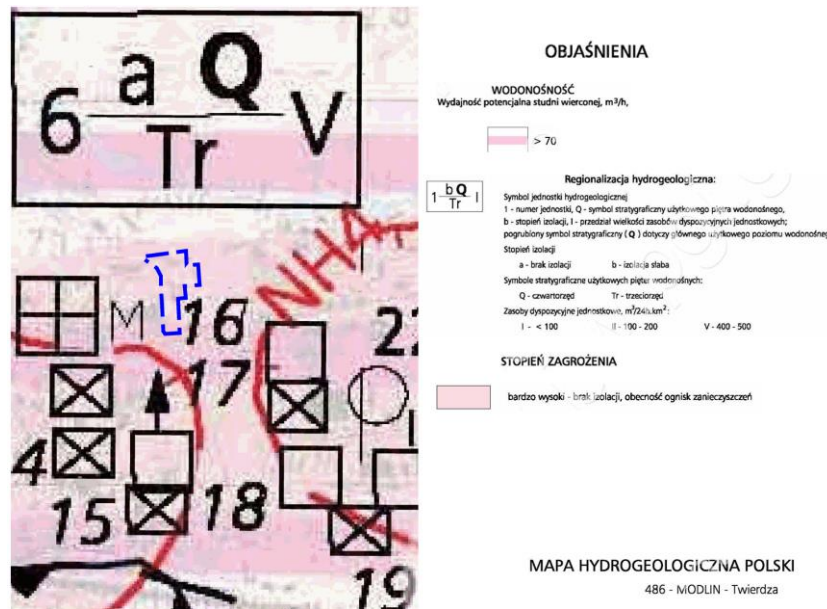 6 a Q V
Tr
NH4
M
16
17
4
15
18
19
OBJAŚNIENIA
WODONOŚNOŚĆ
Wydajność potencjalna studni wierconej, m³/h,
> 70
1 b Q I
Tr
Regionalizacja hydrogeologiczna:
Symbol jednostki hydrogeologicznej
1 - numer jednostki, Q - symbol stratygraficzny użytkowego piętra wodonośnego,
b - stopień izolacji, I - przedział wielkości zasobów dyspozycyjnych jednostkowych;
pogrubiony symbol stratygraficzny ( Q ) dotyczy głównego użytkowego poziomu wodonośneg
Stopień izolacji
a - brak izolacji b - izolacja słaba
Symbole stratygraficzne użytkowych pięter wodonośnych:
Q - czwartorzęd Tr - trzeciorzęd
Zasoby dyspozycyjne jednostkowe, m³/24h.km²:
I - < 100 II - 100 - 200 V - 400 - 500
STOPIEŃ ZAGROŻENIA
bardzo wysoki - brak izolacji, obecność ognisk zanieczyszczeń
MAPA HYDROGEOLOGICZNA POLSKI
486 - MODLIN - Twierdza